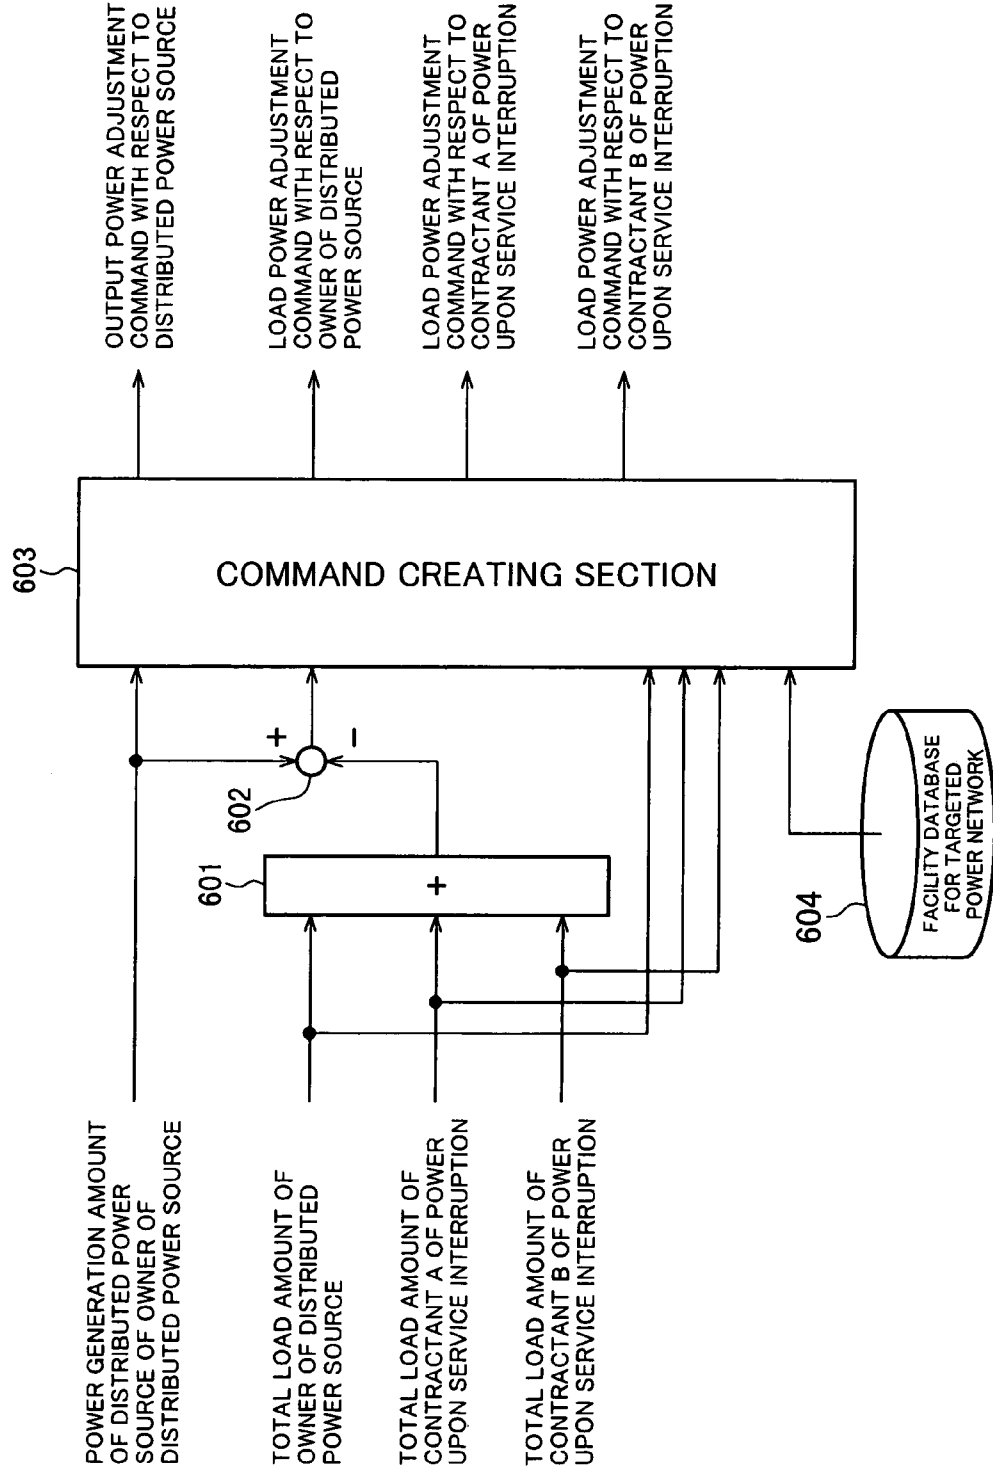 POWER GENERATION AMOUNT
OF DISTRIBUTED POWER
SOURCE OF OWNER OF
DISTRIBUTED POWER SOURCE
TOTAL LOAD AMOUNT OF
OWNER OF DISTRIBUTED
POWER SOURCE
TOTAL LOAD AMOUNT OF
CONTRACTANT A OF POWER
UPON SERVICE INTERRUPTION
TOTAL LOAD AMOUNT OF
CONTRACTANT B OF POWER
UPON SERVICE INTERRUPTION
601
+
602
+
−
603
COMMAND CREATING SECTION
604
FACILITY DATABASE
FOR TARGETED
POWER NETWORK
OUTPUT POWER ADJUSTMENT
COMMAND WITH RESPECT TO
DISTRIBUTED POWER SOURCE
LOAD POWER ADJUSTMENT
COMMAND WITH RESPECT TO
OWNER OF DISTRIBUTED
POWER SOURCE
LOAD POWER ADJUSTMENT
COMMAND WITH RESPECT TO
CONTRACTANT A OF POWER
UPON SERVICE INTERRUPTION
LOAD POWER ADJUSTMENT
COMMAND WITH RESPECT TO
CONTRACTANT B OF POWER
UPON SERVICE INTERRUPTION